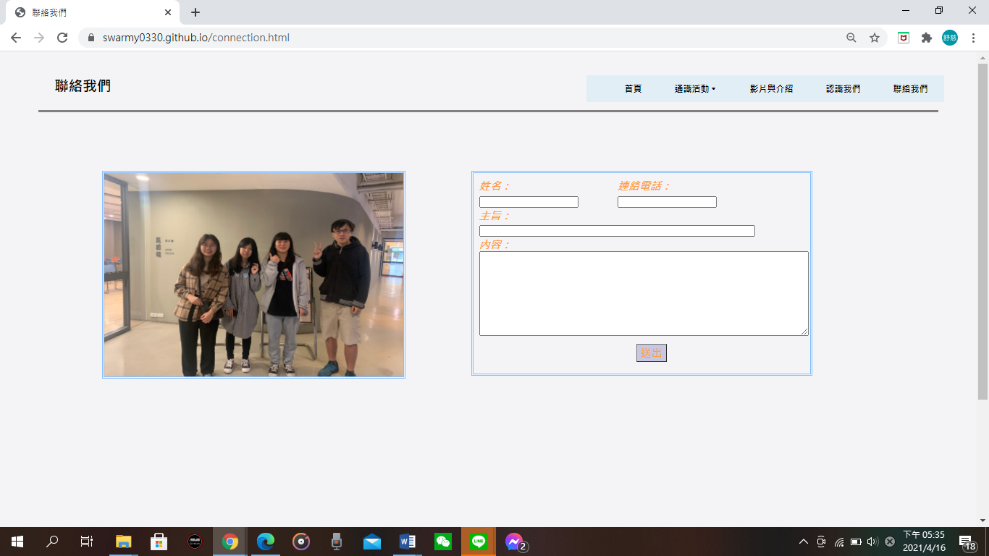 聯絡我們
swarmy0330.github.io/connection.html
聯絡我們
首頁 通識活動 影片與介紹 認識我們 聯絡我們
姓名： 連絡電話：
主旨：
內容：
送出
下午 05:35
2021/4/16
2
18